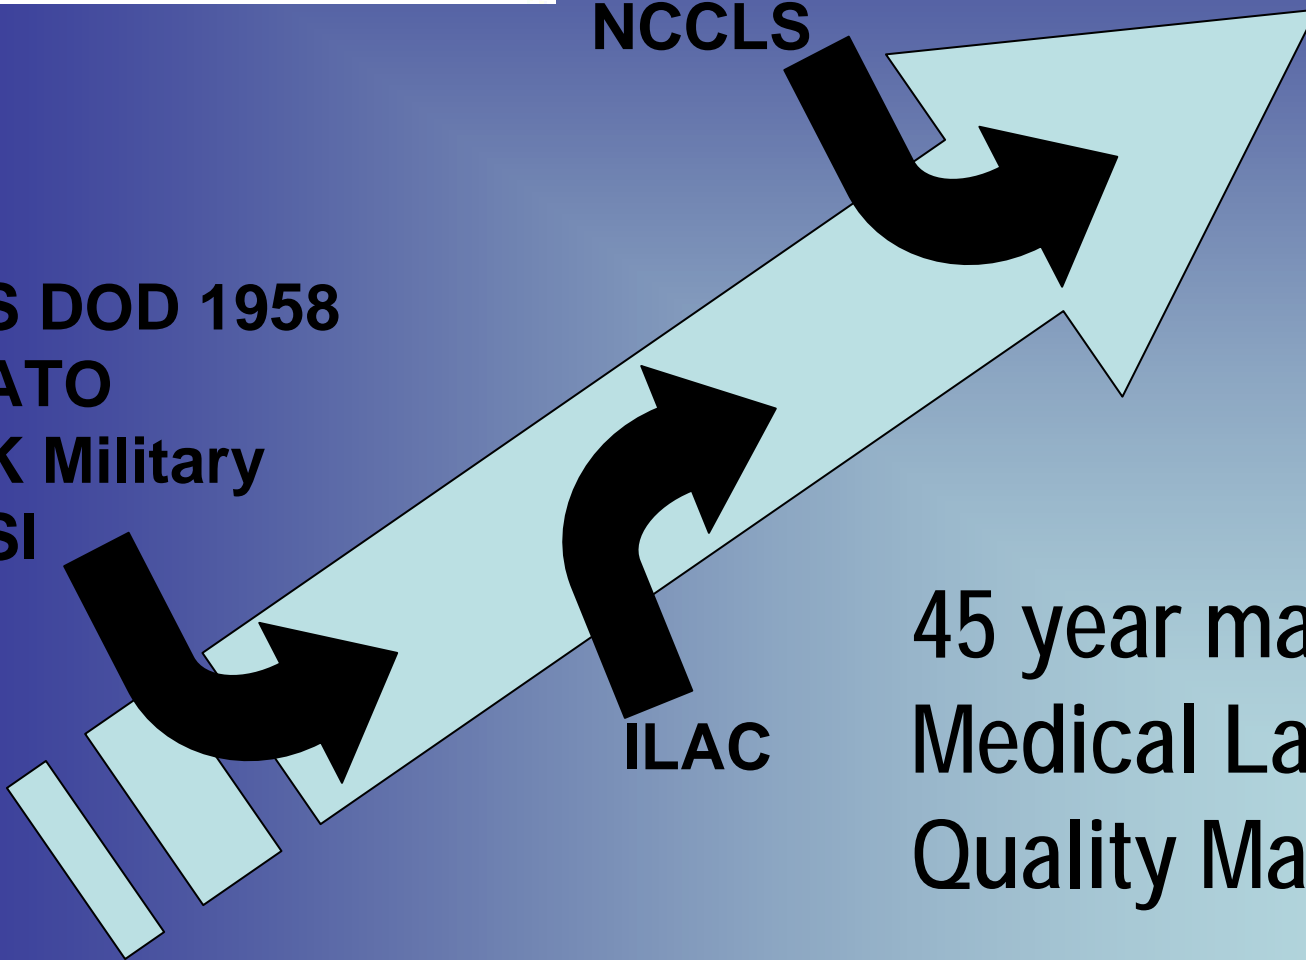 NCCLS
S DOD 1958
ATO
K Military
SI
ILAC
45 year ma
Medical La
Quality Ma